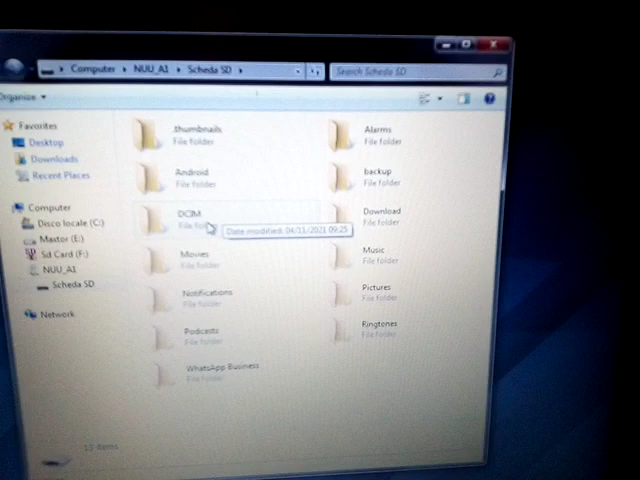 Computer ▸ NUU_A1 ▸ Scheda SD ▸
Search Scheda SD
Organize
Favorites
Desktop
Downloads
Recent Places
Computer
Disco locale (C:)
Maxtor (E:)
Sd Card (F:)
NUU_A1
Scheda SD
Network
.thumbnails
File folder
Alarms
File folder
Android
File folder
backup
File folder
DCIM
File fol
Date modified: 04/11/2021 09:25
Download
File folder
Movies
File folder
Music
File folder
Notifications
File folder
Pictures
File folder
Podcasts
File folder
Ringtones
File folder
WhatsApp Business
File folder
13 items